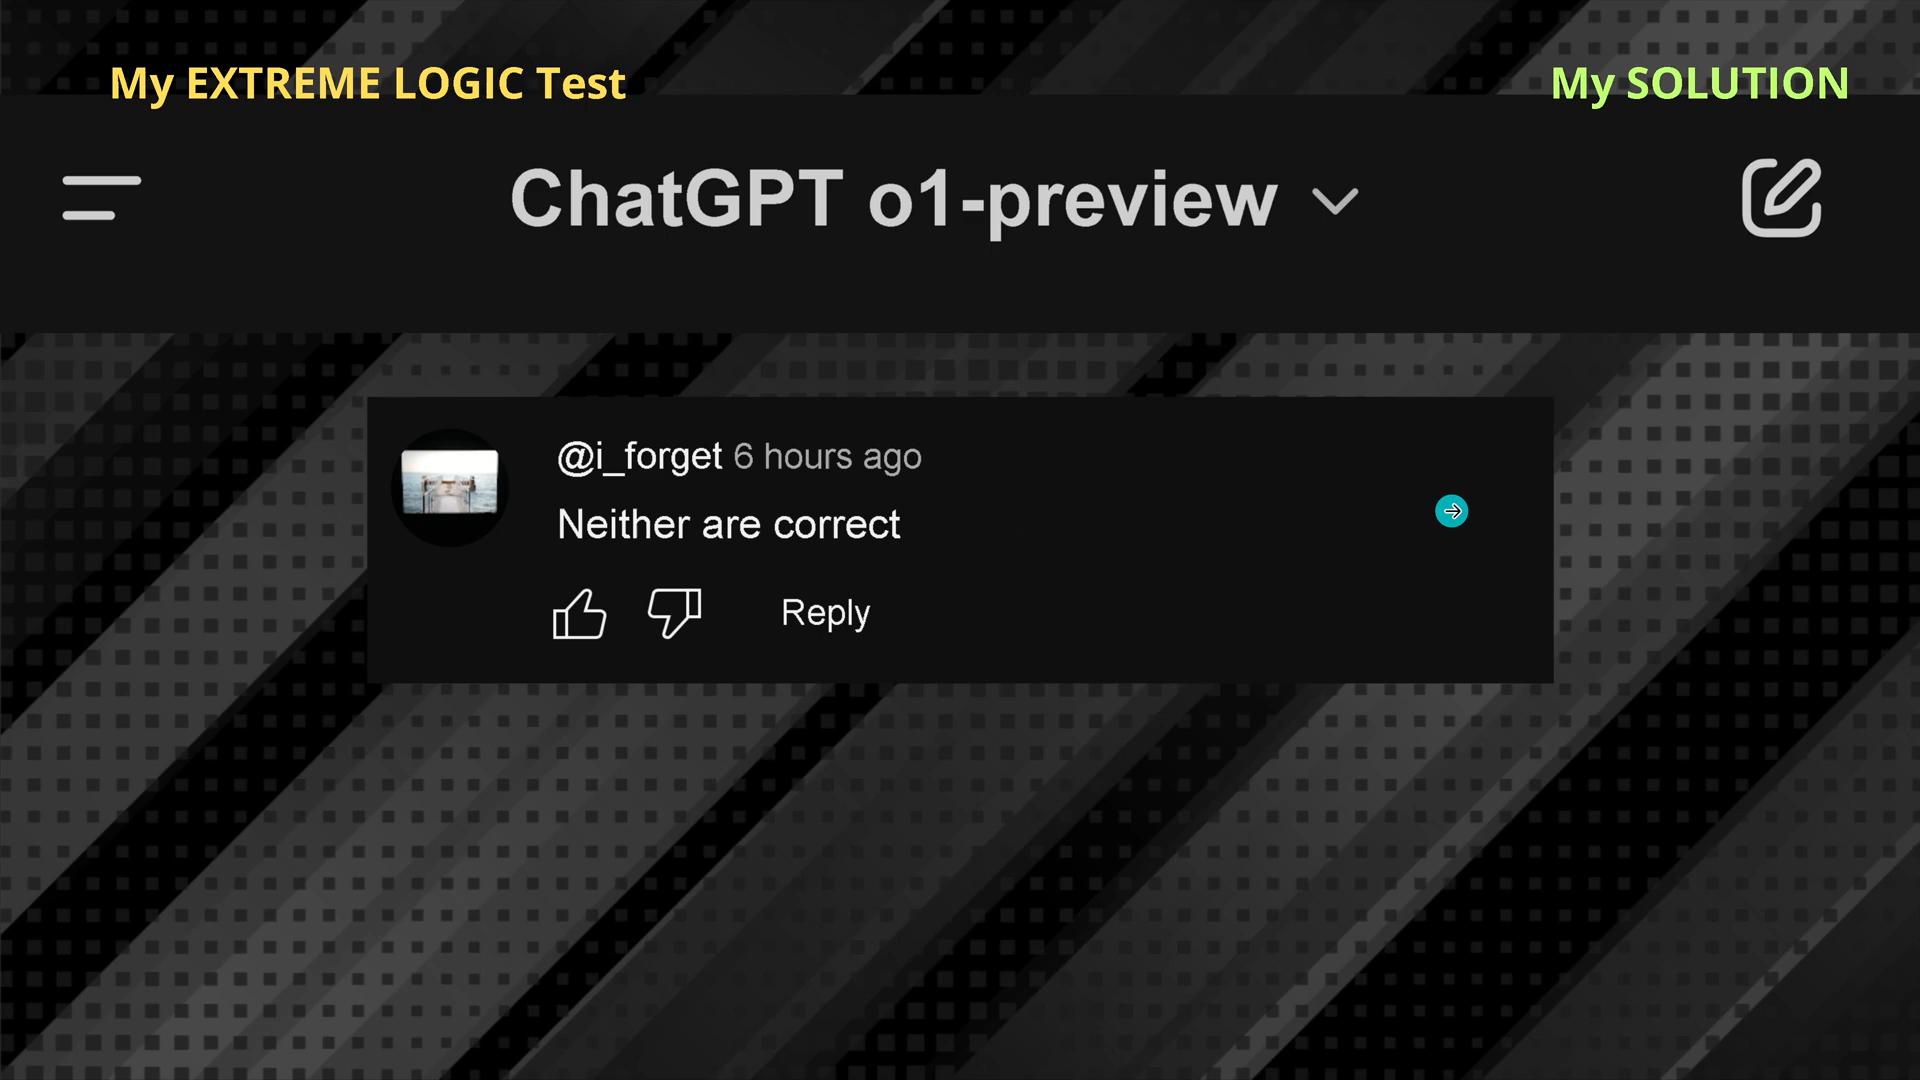 My EXTREME LOGIC Test
My SOLUTION
ChatGPT o1-preview
@i_forget 6 hours ago
Neither are correct
Reply